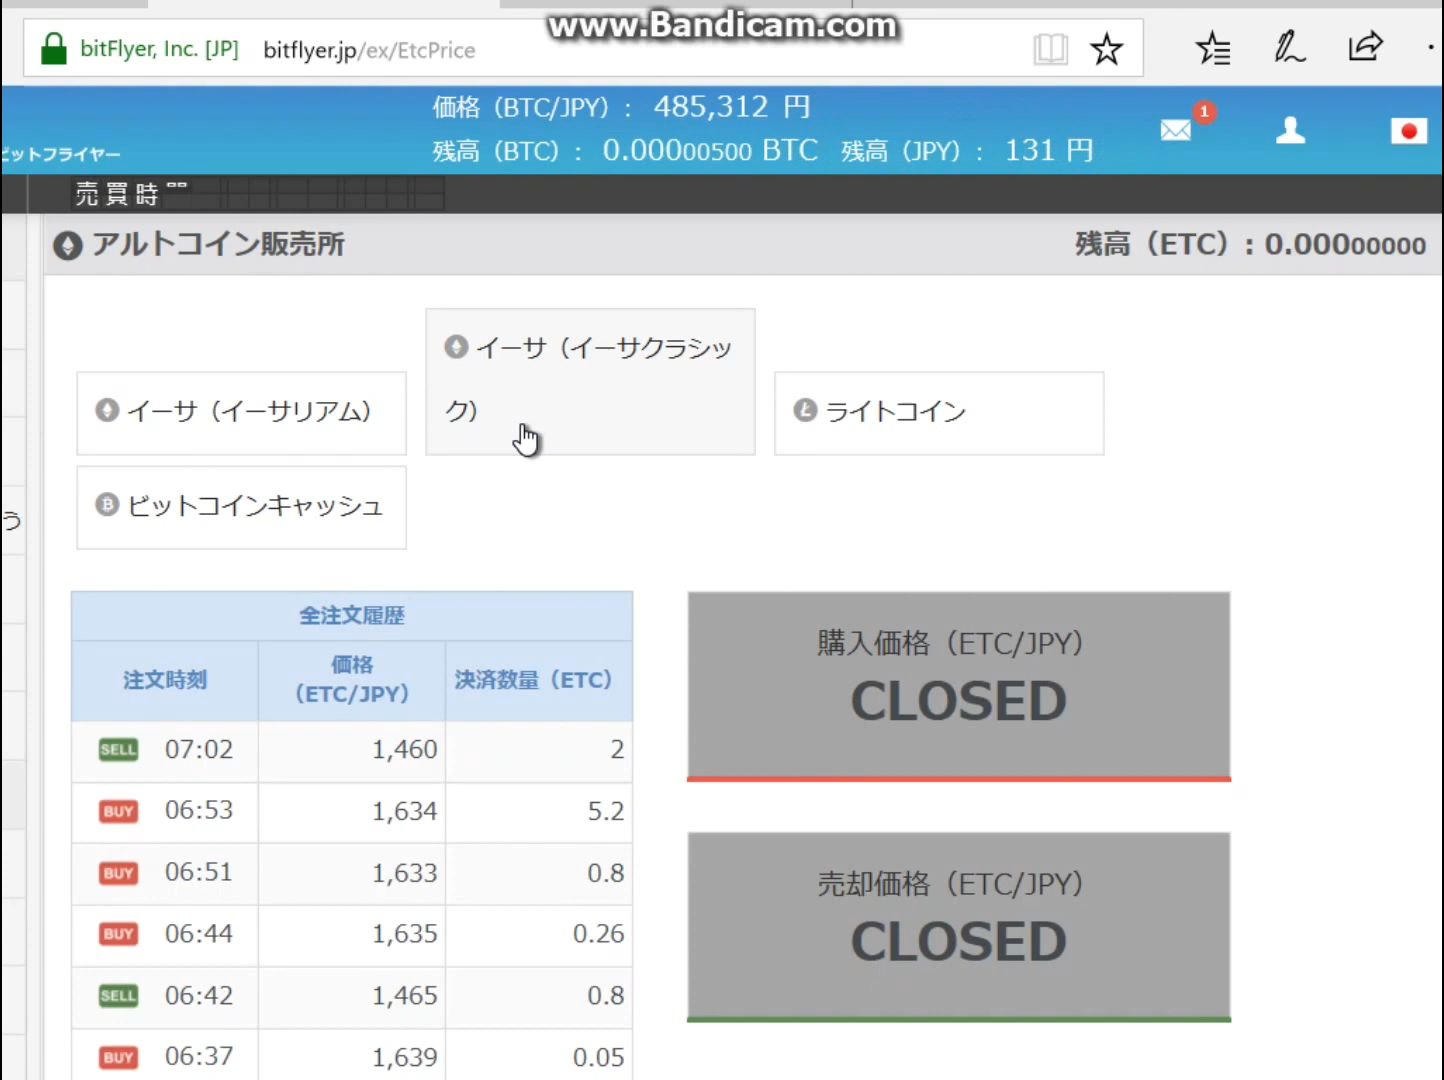 www.Bandicam.com
bitFlyer, Inc. [JP] bitflyer.jp/ex/EtcPrice
価格（BTC/JPY）： 485,312 円
1
ビットフライヤー
残高（BTC）： 0.00000500 BTC 残高（JPY）： 131 円
売買時
アルトコイン販売所 残高（ETC）: 0.00000000
イーサ（イーサクラシッ
ク）
イーサ（イーサリアム）
ライトコイン
ビットコインキャッシュ
う
全注文履歴
注文時刻 価格
（ETC/JPY） 決済数量（ETC）
SELL 07:02 1,460 2
BUY 06:53 1,634 5.2
BUY 06:51 1,633 0.8
BUY 06:44 1,635 0.26
SELL 06:42 1,465 0.8
BUY 06:37 1,639 0.05
購入価格（ETC/JPY）
CLOSED
売却価格（ETC/JPY）
CLOSED